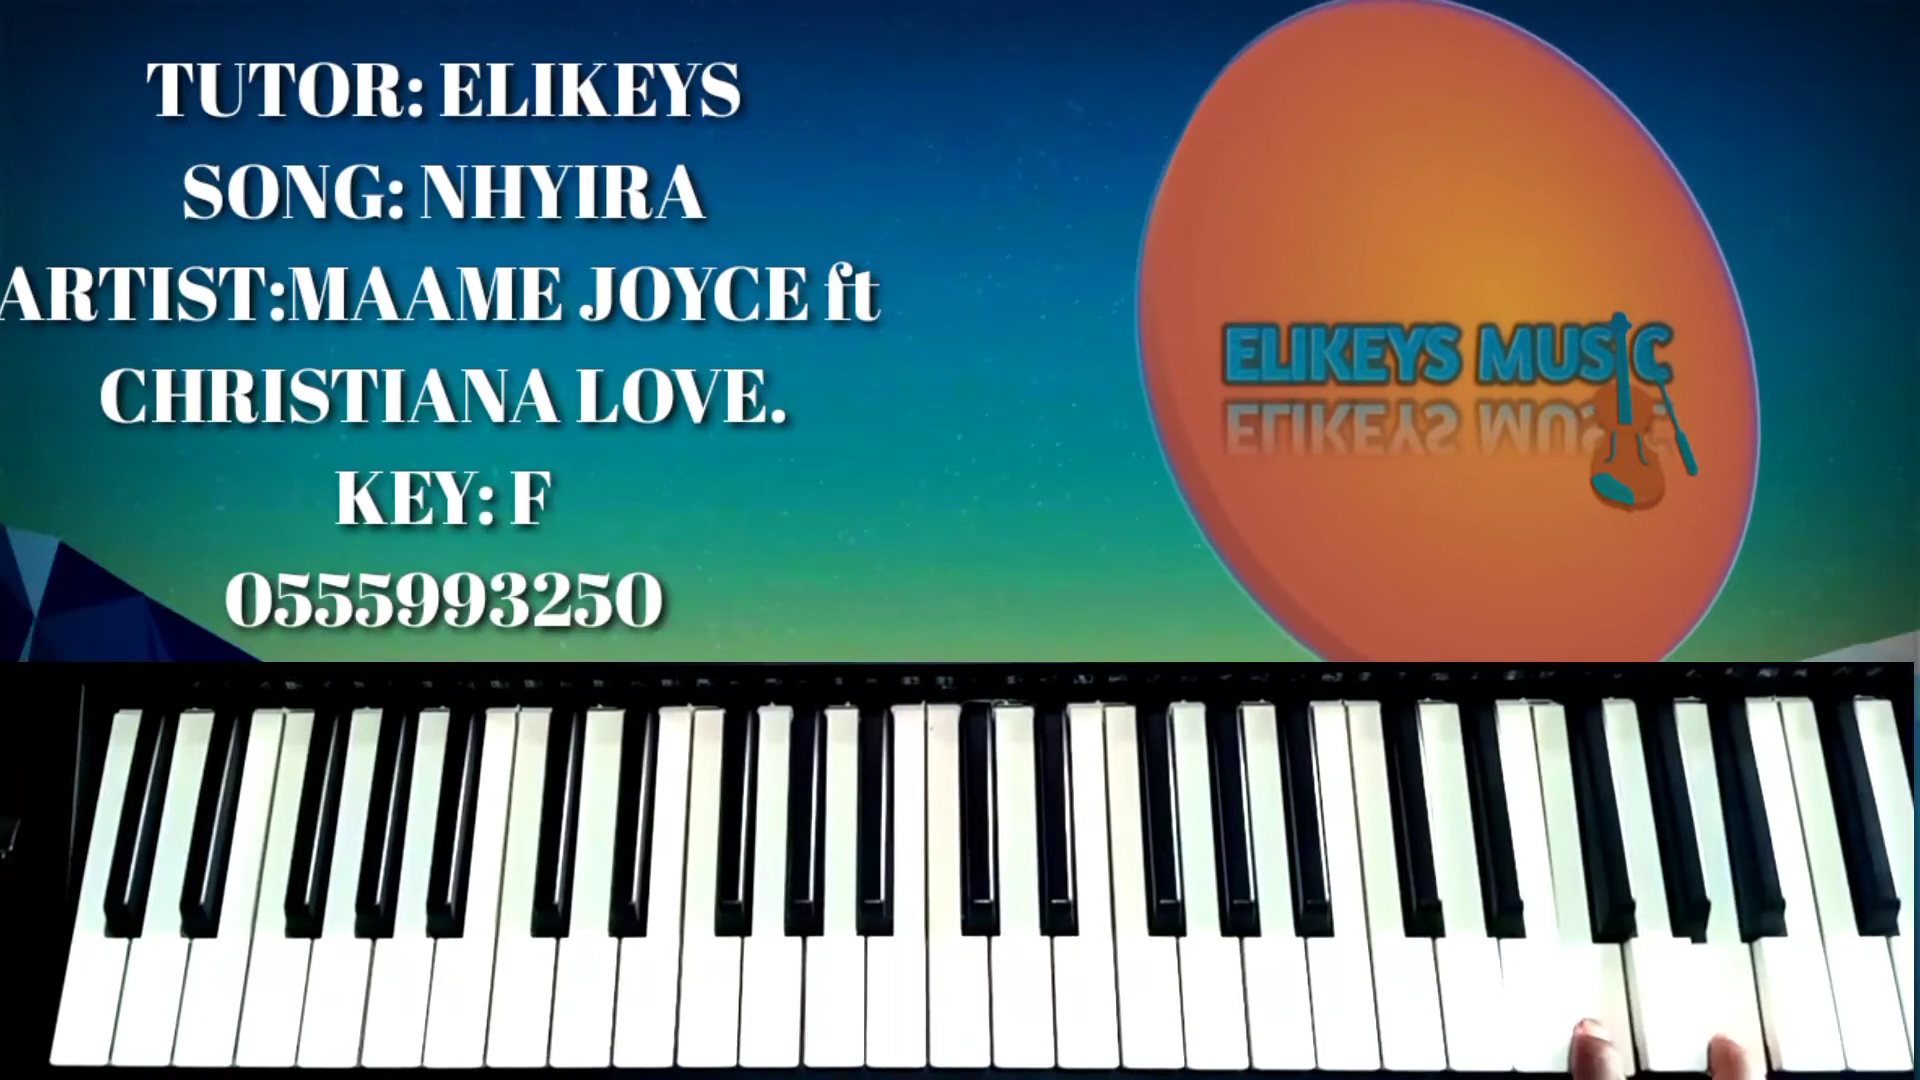 TUTOR: ELIKEYS
SONG: NHYIRA
ARTIST:MAAME JOYCE ft
CHRISTIANA LOVE.
KEY: F
0555993250
ELIKEYS MUSIC